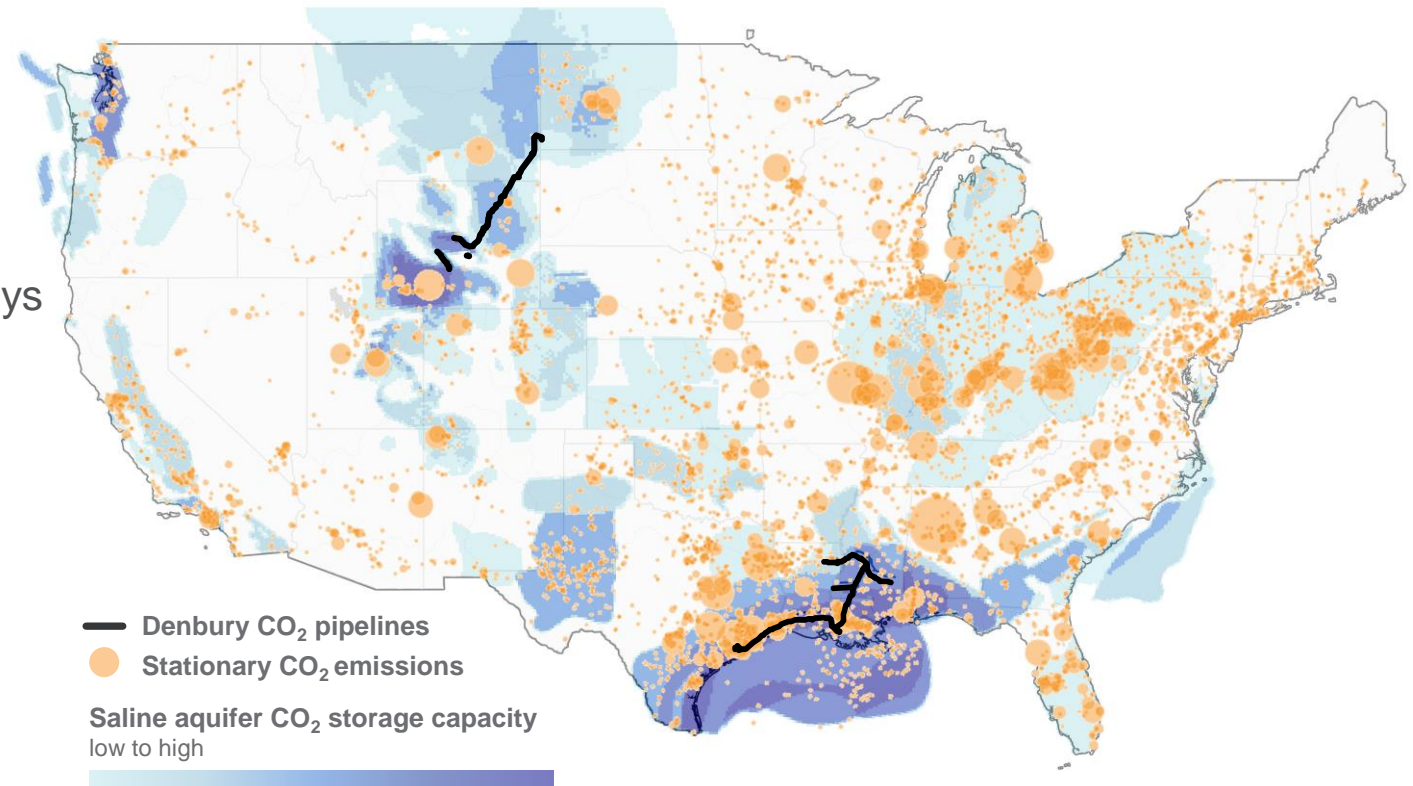 ys
Denbury CO₂ pipelines
Stationary CO₂ emissions
Saline aquifer CO₂ storage capacity
low to high